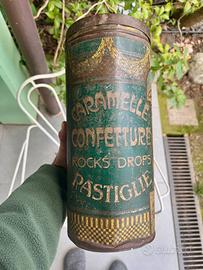 CARAMELLE
CONFETTURE
ROCKS DROPS
PASTIGLIE